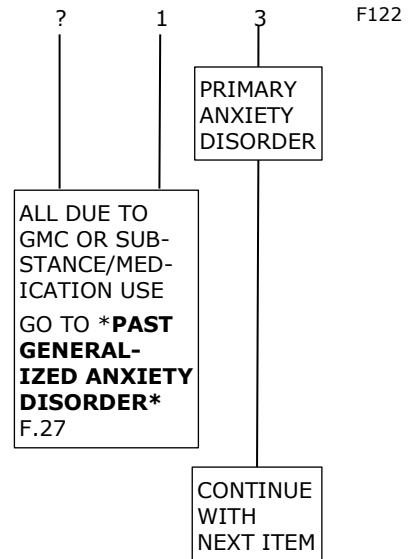 ? 1 3 F122
PRIMARY
ANXIETY
DISORDER
ALL DUE TO
GMC OR SUB-
STANCE/MED-
ICATION USE
GO TO *PAST
GENERAL-
IZED ANXIETY
DISORDER*
F.27
CONTINUE
WITH
NEXT ITEM